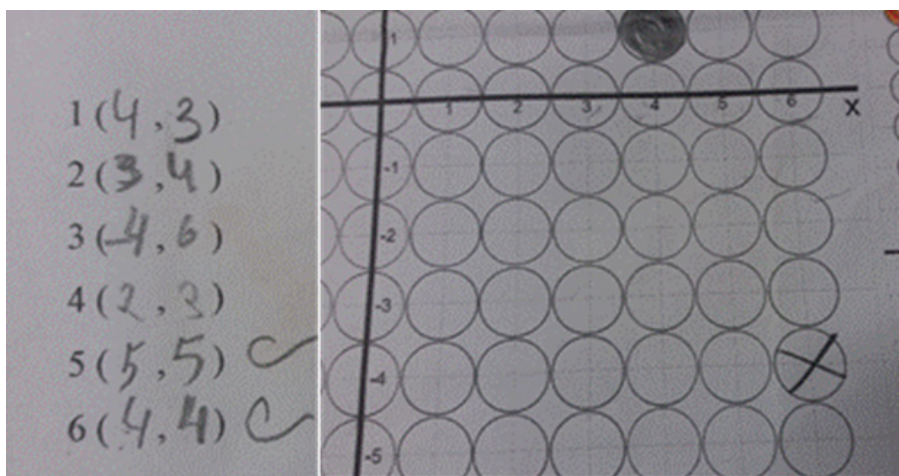 1 (4, 3)
2 (3, 4)
3 (-4, 6)
4 (2, 3)
5 (5, 5)
6 (4, 4)
1
1 2 3 4 5 6
X
-1
-2
-3
-4
-5